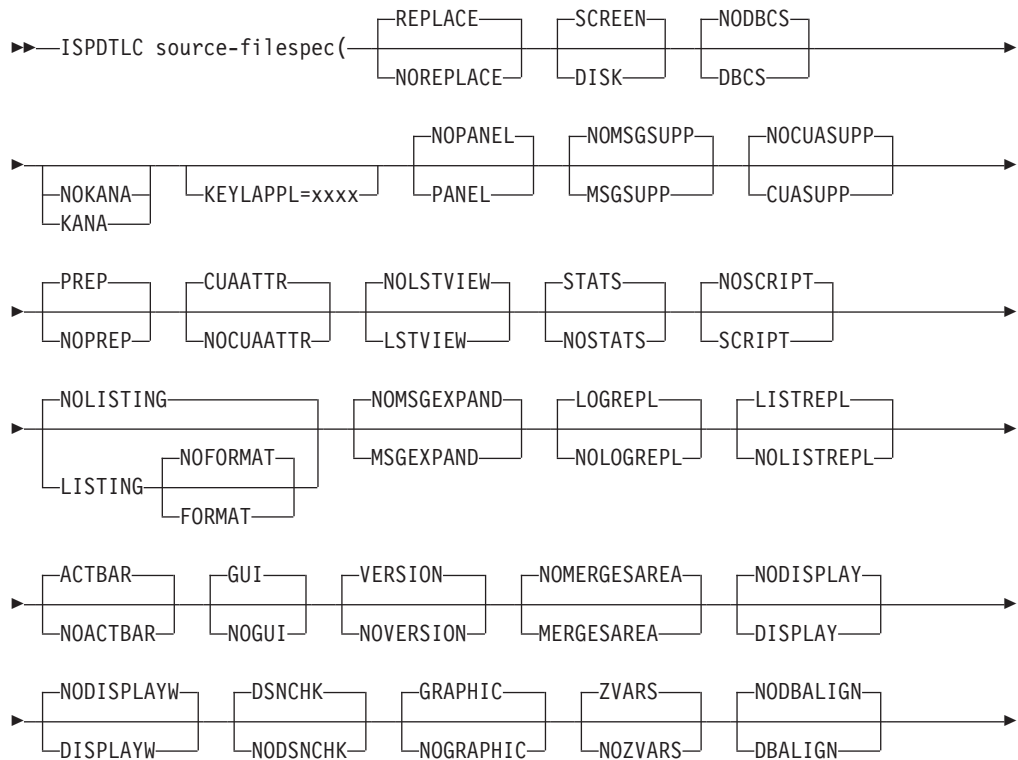 REPLACE SCREEN NODBCS
ISPDTLC source-filespec(
NOREPLACE DISK DBCS
NOPANEL NOMSGSUPP NOCUASUPP
NOKANA KEYLAPPL=xxxx PANEL MSGSUPP CUASUPP
KANA
PREP CUAATTR NOLSTVIEW STATS NOSCRIPT
NOPREP NOCUAATTR LSTVIEW NOSTATS SCRIPT
NOLISTING NOMSGEXPAND LOGREPL LISTREPL
NOFORMAT MSGEXPAND NOLOGREPL NOLISTREPL
LISTING
FORMAT
ACTBAR GUI VERSION NOMERGESAREA NODISPLAY
NOACTBAR NOGUI NOVERSION MERGESAREA DISPLAY
NODISPLAYW DSNCHK GRAPHIC ZVARS NODBALIGN
DISPLAYW NODSNCHK NOGRAPHIC NOZVARS DBALIGN